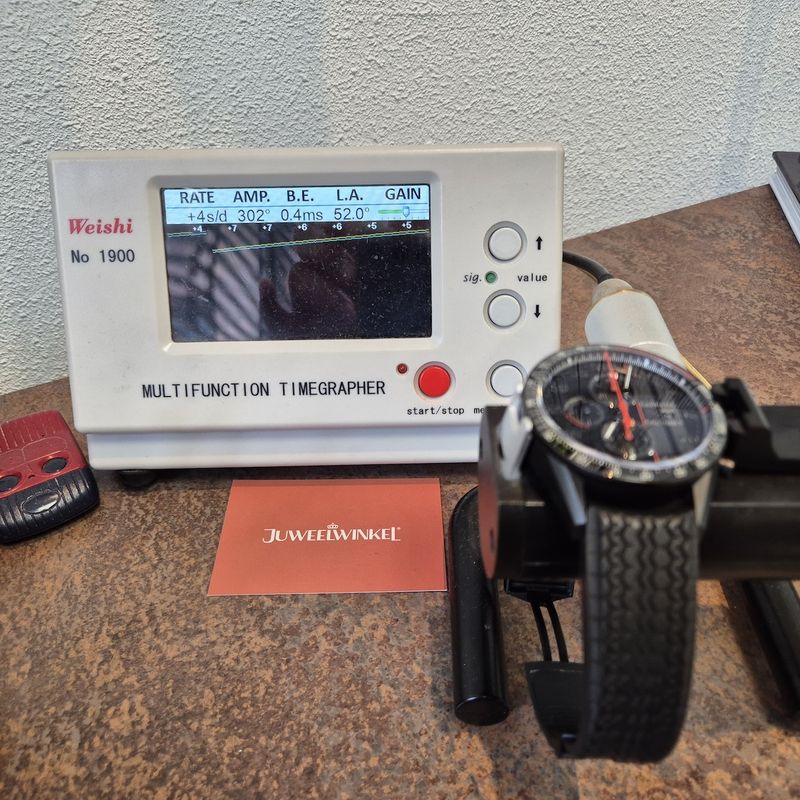 RATE AMP. B.E. L.A. GAIN
+4s/d 302° 0.4ms 52.0°
+4 +7 +7 +6 +6 +5 +5
Weishi
No 1900
sig. value
MULTIFUNCTION TIMEGRAPHER
start/stop
JUWEELWINKEL